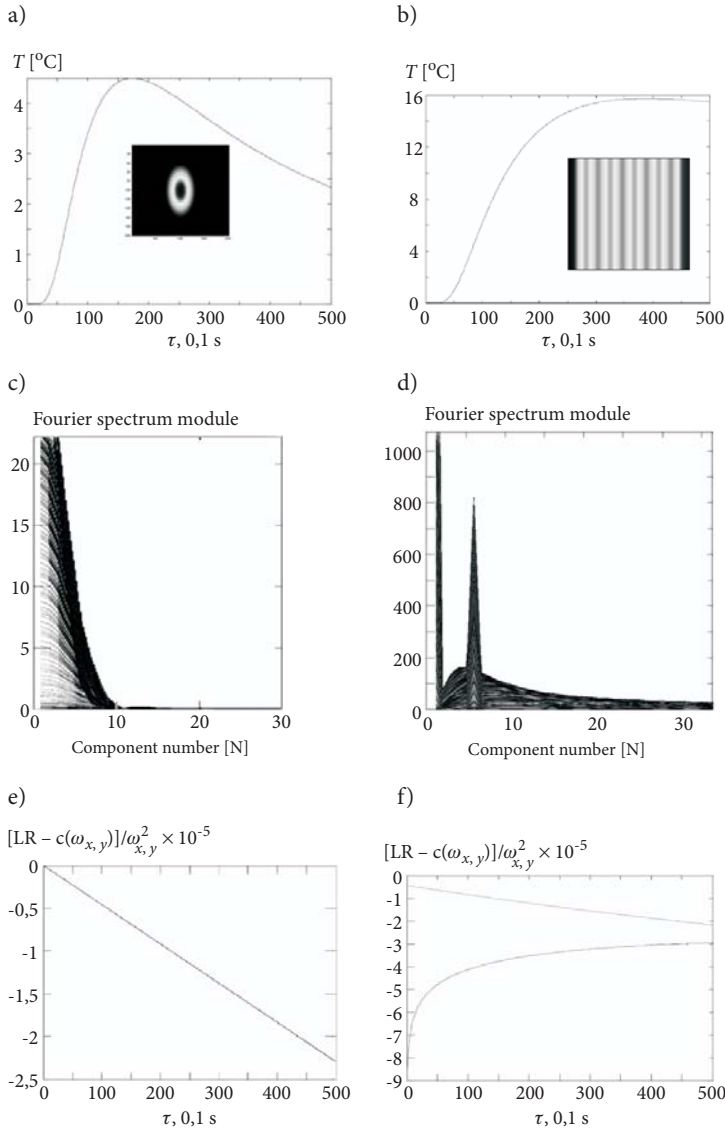 a)
b)
T [°C]
T [°C]
4
3
2
1
0
0 100 200 300 400 500
τ, 0,1 s
16
12
8
4
0
0 100 200 300 400 500
τ, 0,1 s
c)
d)
Fourier spectrum module
Fourier spectrum module
20
15
10
5
0
0 10 20 30
Component number [N]
1000
800
600
400
200
0
0 10 20 30
Component number [N]
e)
f)
[LR – c(ω x, y)]/ω² x, y × 10⁻⁵
[LR – c(ω x, y)]/ω² x, y × 10⁻⁵
0
-0,5
-1
-1,5
-2
-2,5
0 100 200 300 400 500
τ, 0,1 s
0
-1
-2
-3
-4
-5
-6
-7
-8
-9
0 100 200 300 400 500
τ, 0,1 s